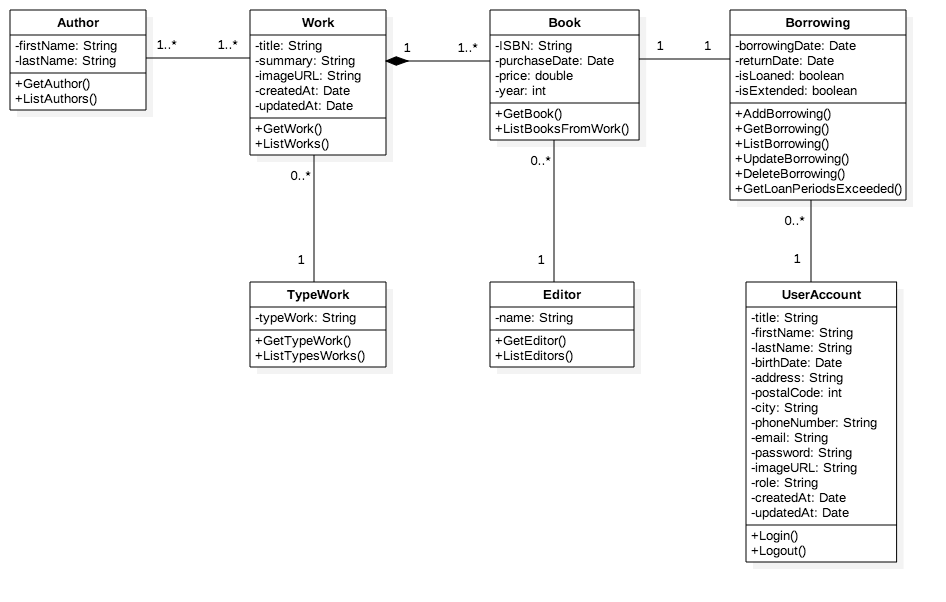 Author
-firstName: String
-lastName: String
+GetAuthor()
+ListAuthors()
1..*
1..*
Work
-title: String
-summary: String
-imageURL: String
-createdAt: Date
-updatedAt: Date
+GetWork()
+ListWorks()
1
1..*
Book
-ISBN: String
-purchaseDate: Date
-price: double
-year: int
+GetBook()
+ListBooksFromWork()
1
1
Borrowing
-borrowingDate: Date
-returnDate: Date
-isLoaned: boolean
-isExtended: boolean
+AddBorrowing()
+GetBorrowing()
+ListBorrowing()
+UpdateBorrowing()
+DeleteBorrowing()
+GetLoanPeriodsExceeded()
0..*
1
TypeWork
-typeWork: String
+GetTypeWork()
+ListTypesWorks()
0..*
1
Editor
-name: String
+GetEditor()
+ListEditors()
0..*
1
UserAccount
-title: String
-firstName: String
-lastName: String
-birthDate: Date
-address: String
-postalCode: int
-city: String
-phoneNumber: String
-email: String
-password: String
-imageURL: String
-role: String
-createdAt: Date
-updatedAt: Date
+Login()
+Logout()